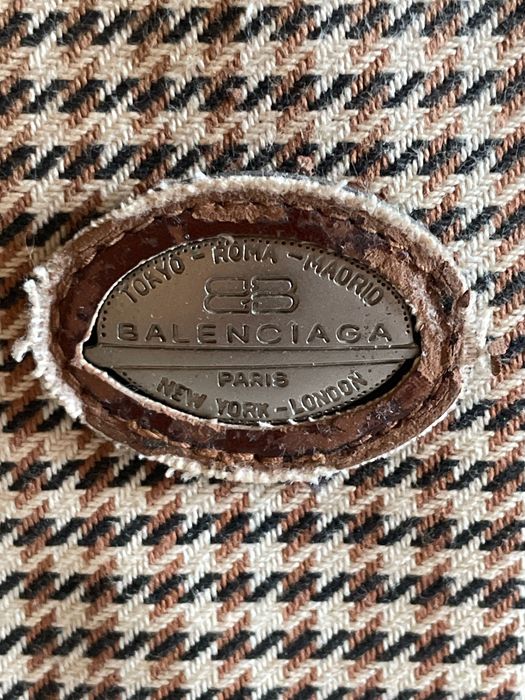 TOKYO - ROMA - MADRID
BB
BALENCIAGA
PARIS
NEW YORK - LONDON